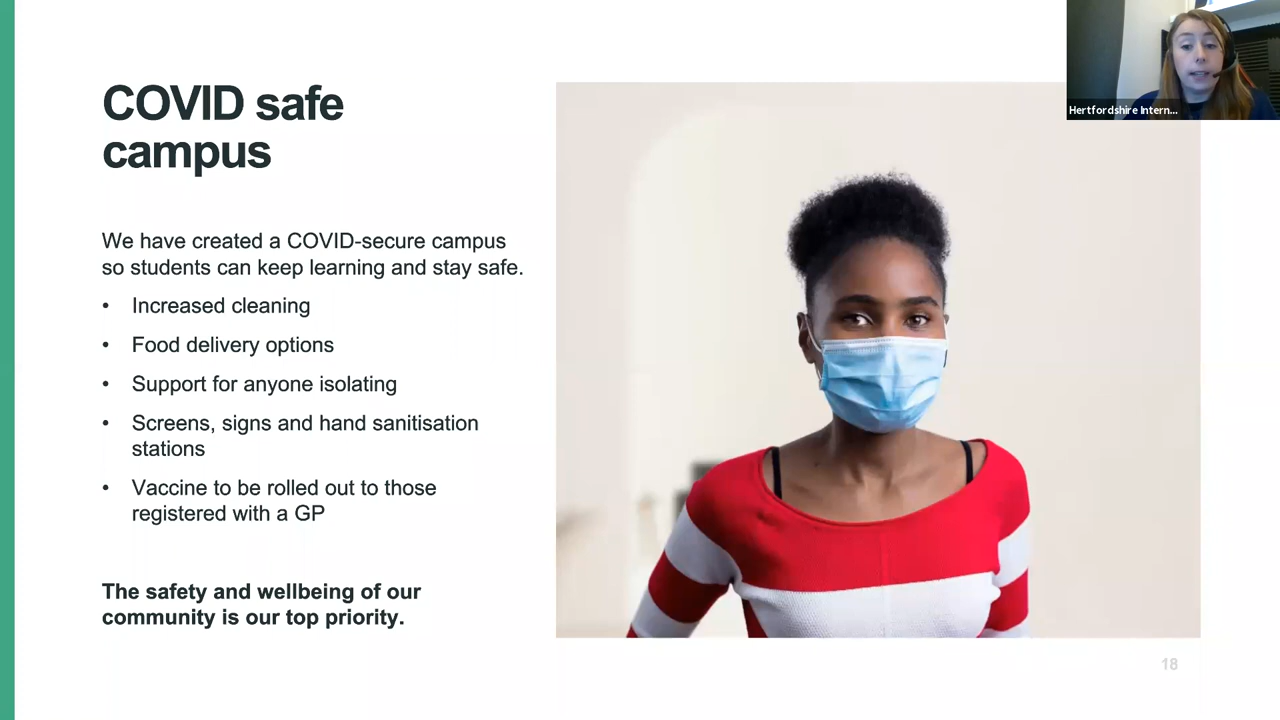 COVID safe
campus
We have created a COVID-secure campus
so students can keep learning and stay safe.
• Increased cleaning
• Food delivery options
• Support for anyone isolating
• Screens, signs and hand sanitisation
stations
• Vaccine to be rolled out to those
registered with a GP
The safety and wellbeing of our
community is our top priority.
Hertfordshire Intern...
18